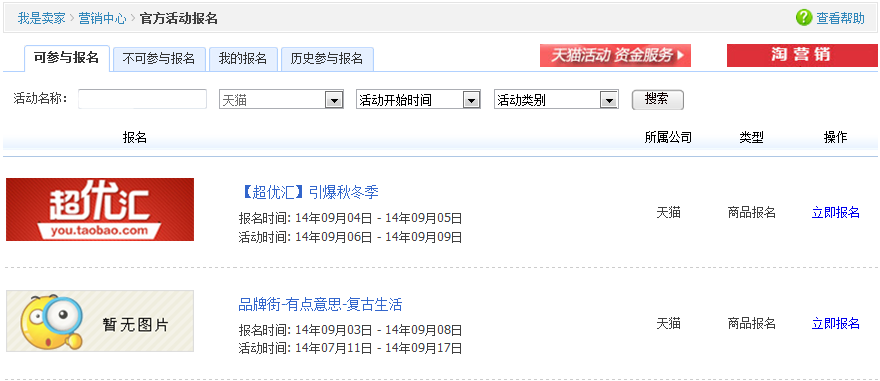 我是卖家 > 营销中心 > 官方活动报名 查看帮助
可参与报名 不可参与报名 我的报名 历史参与报名 天猫活动 资金服务 淘营销
活动名称: 天猫 活动开始时间 活动类别 搜索
报名 所属公司 类型 操作
超优汇
you.taobao.com
【超优汇】引爆秋冬季
报名时间: 14年09月04日 - 14年09月05日
活动时间: 14年09月06日 - 14年09月09日
天猫 商品报名 立即报名
暂无图片
品牌街-有点意思-复古生活
报名时间: 14年09月03日 - 14年09月08日
活动时间: 14年07月11日 - 14年09月17日
天猫 商品报名 立即报名